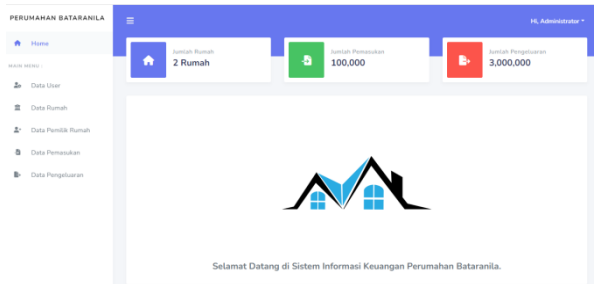 PERUMAHAN BATARANILA
Hi, Administrator
Home
MAIN MENU :
Data User
Data Rumah
Data Pemilik Rumah
Data Pemasukan
Data Pengeluaran
Jumlah Rumah
2 Rumah
Jumlah Pemasukan
100,000
Jumlah Pengeluaran
3,000,000
Selamat Datang di Sistem Informasi Keuangan Perumahan Bataranila.